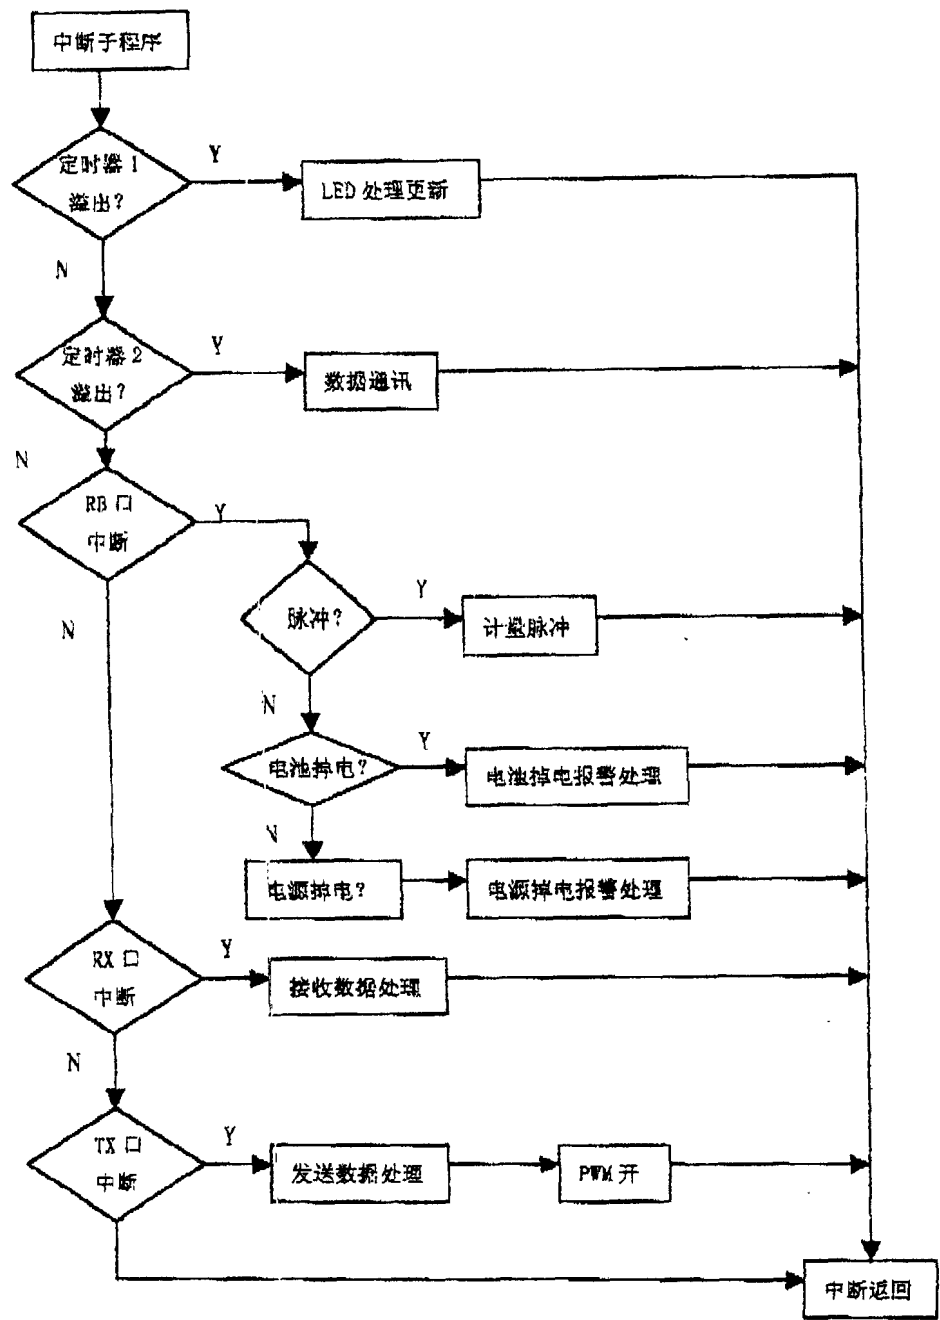 中断子程序
定时器1
溢出?
Y
LED 处理更新
N
定时器2
溢出?
Y
数据通讯
N
RB 口
中断
Y
脉冲?
Y
计量脉冲
N
N
电池掉电?
Y
电池掉电报警处理
N
电源掉电?
电源掉电报警处理
RX 口
中断
Y
接收数据处理
N
TX 口
中断
Y
发送数据处理
PWM 开
中断返回